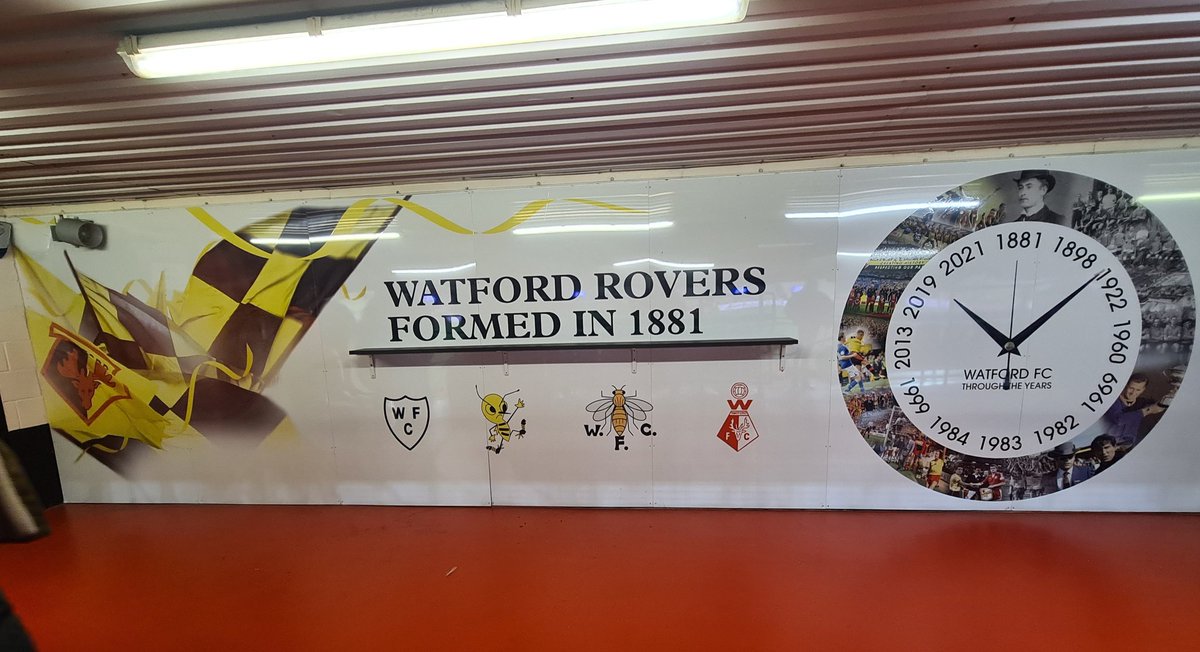 WATFORD ROVERS
FORMED IN 1881
W F
C
W. C.
F.
W
F C
1881
1898
1922
1960
1969
1982
1983
1984
1991
1999
2013
2019
2021
WATFORD FC
THROUGH THE YEARS